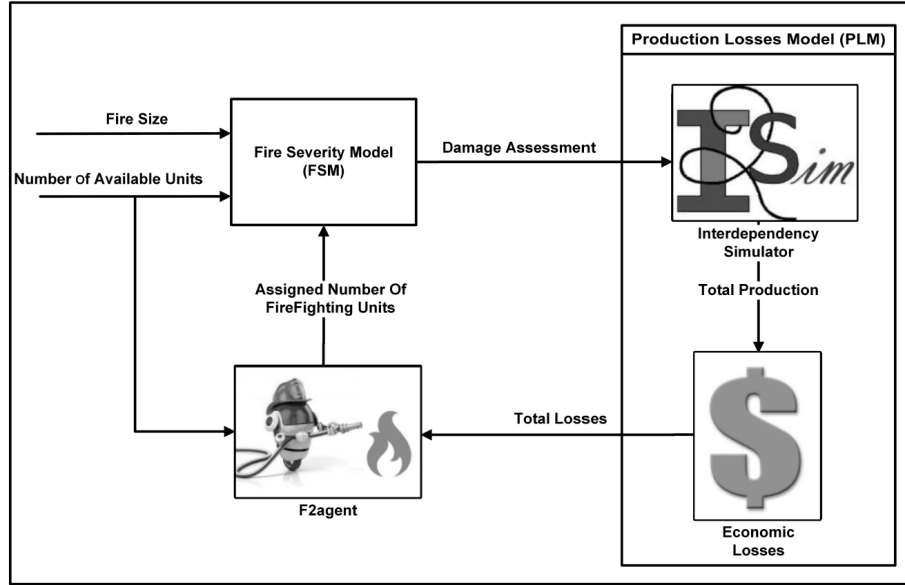 Production Losses Model (PLM)
Fire Size
Number of Available Units
Fire Severity Model
(FSM)
Damage Assessment
I
Sim
Interdependency
Simulator
Assigned Number Of
FireFighting Units
Total Production
Total Losses
$
F2agent
Economic
Losses